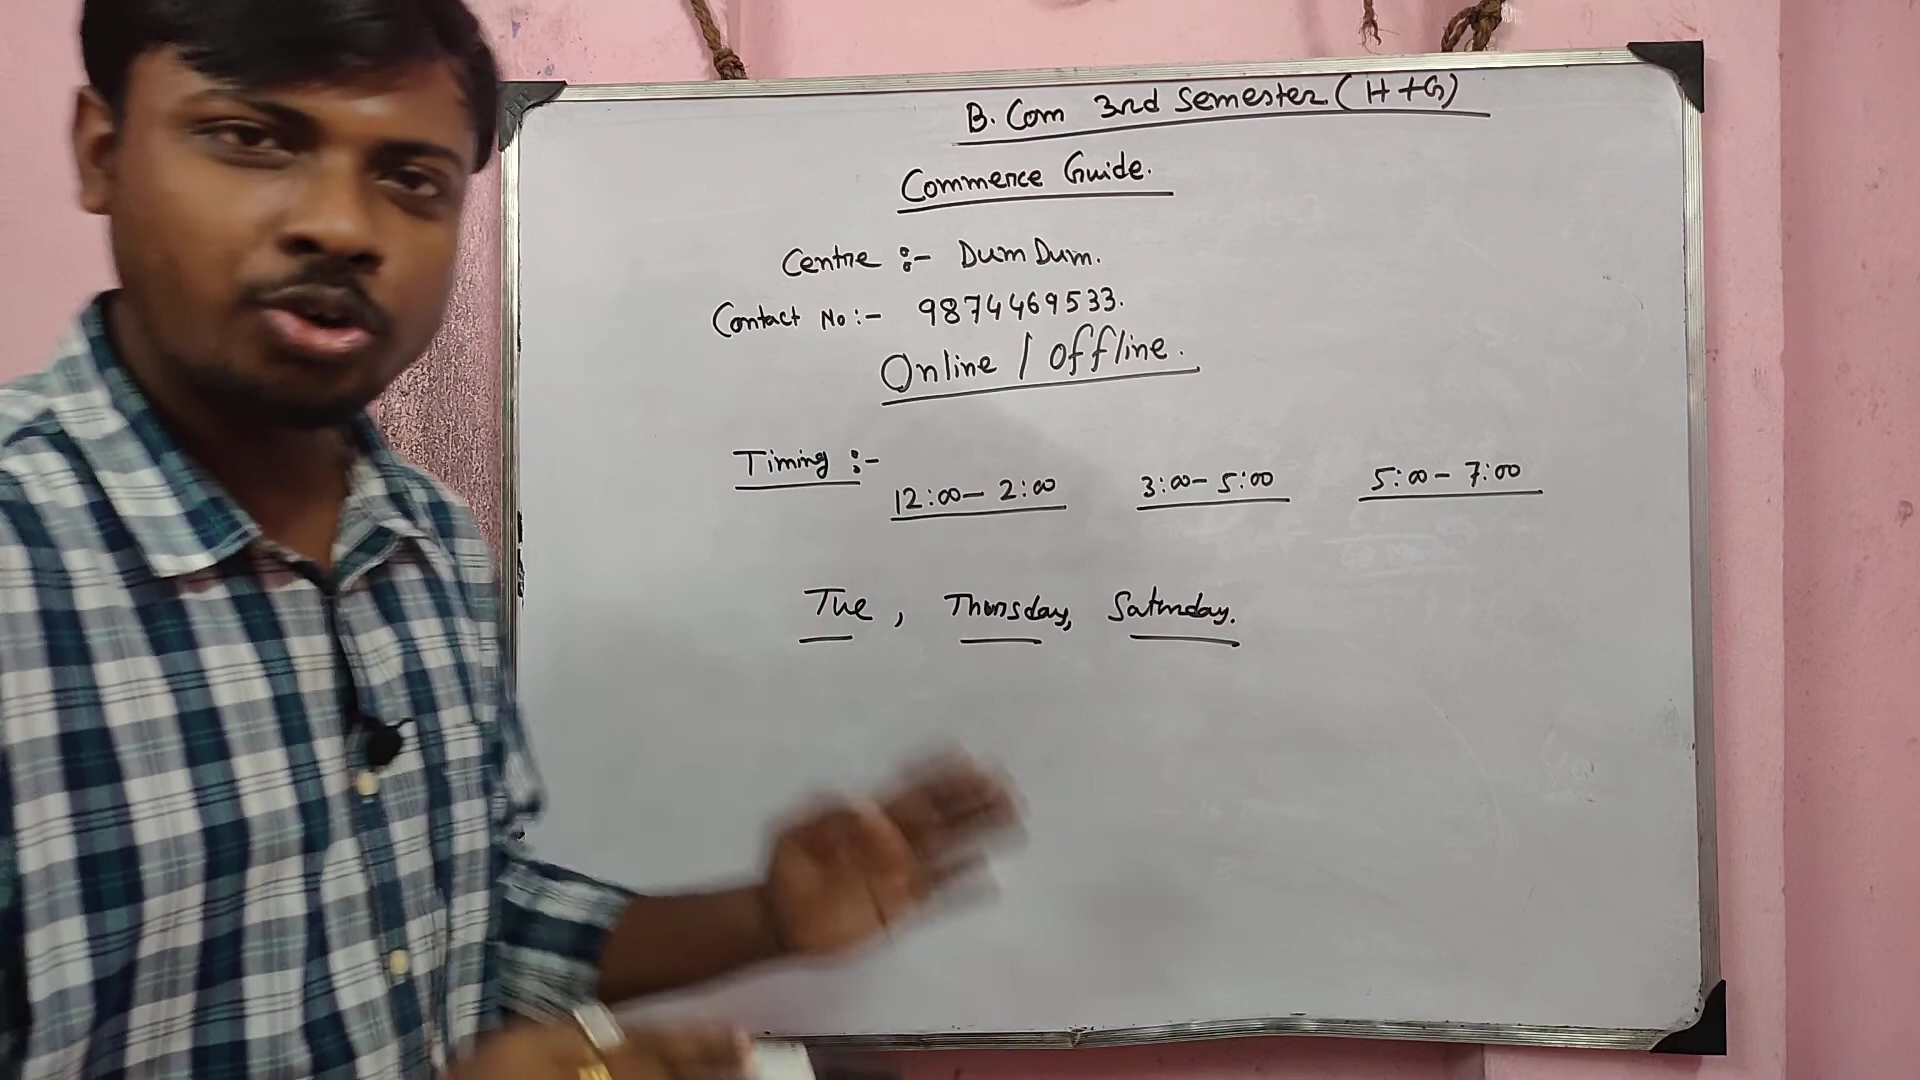 B. Com 3rd Semester (H+G)
Commerce Guide.
Centre :- Dum Dum.
Contact No :- 9874469533.
Online / Offline.
Timing :-
12:00 - 2:00 3:00 - 5:00 5:00 - 7:00
Tue, Thursday, Saturday.